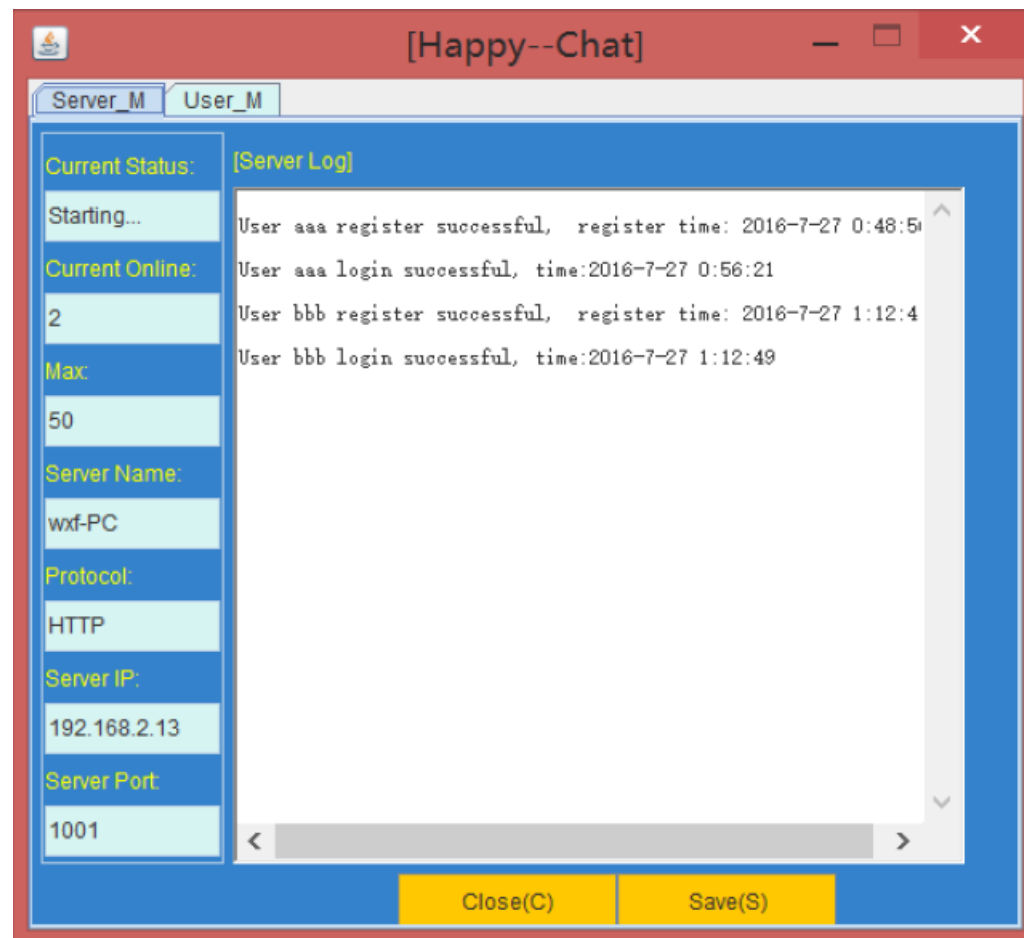 [Happy--Chat]
Server_M User_M
Current Status:
Starting...
Current Online:
2
Max:
50
Server Name:
wxf-PC
Protocol:
HTTP
Server IP:
192.168.2.13
Server Port:
1001
[Server Log]
User aaa register successful, register time: 2016-7-27 0:48:5
User aaa login successful, time:2016-7-27 0:56:21
User bbb register successful, register time: 2016-7-27 1:12:4
User bbb login successful, time:2016-7-27 1:12:49
Close(C) Save(S)